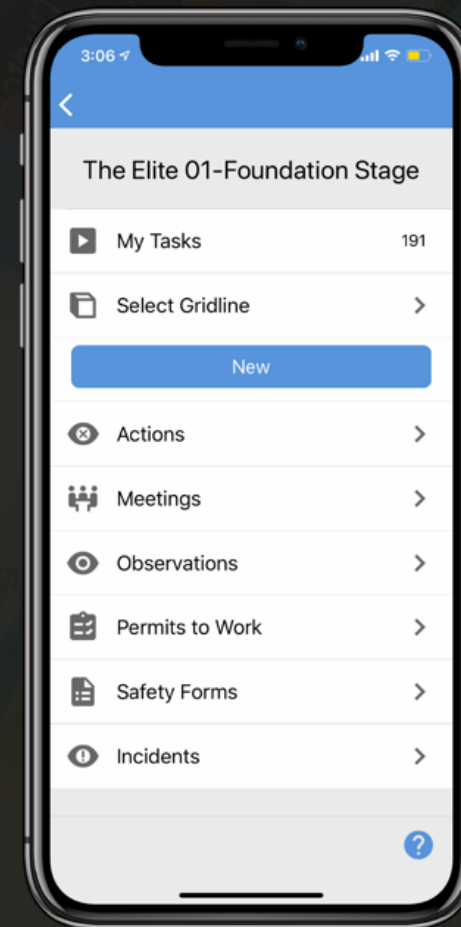 3:06
The Elite 01-Foundation Stage
My Tasks 191
Select Gridline
New
Actions
Meetings
Observations
Permits to Work
Safety Forms
Incidents
?